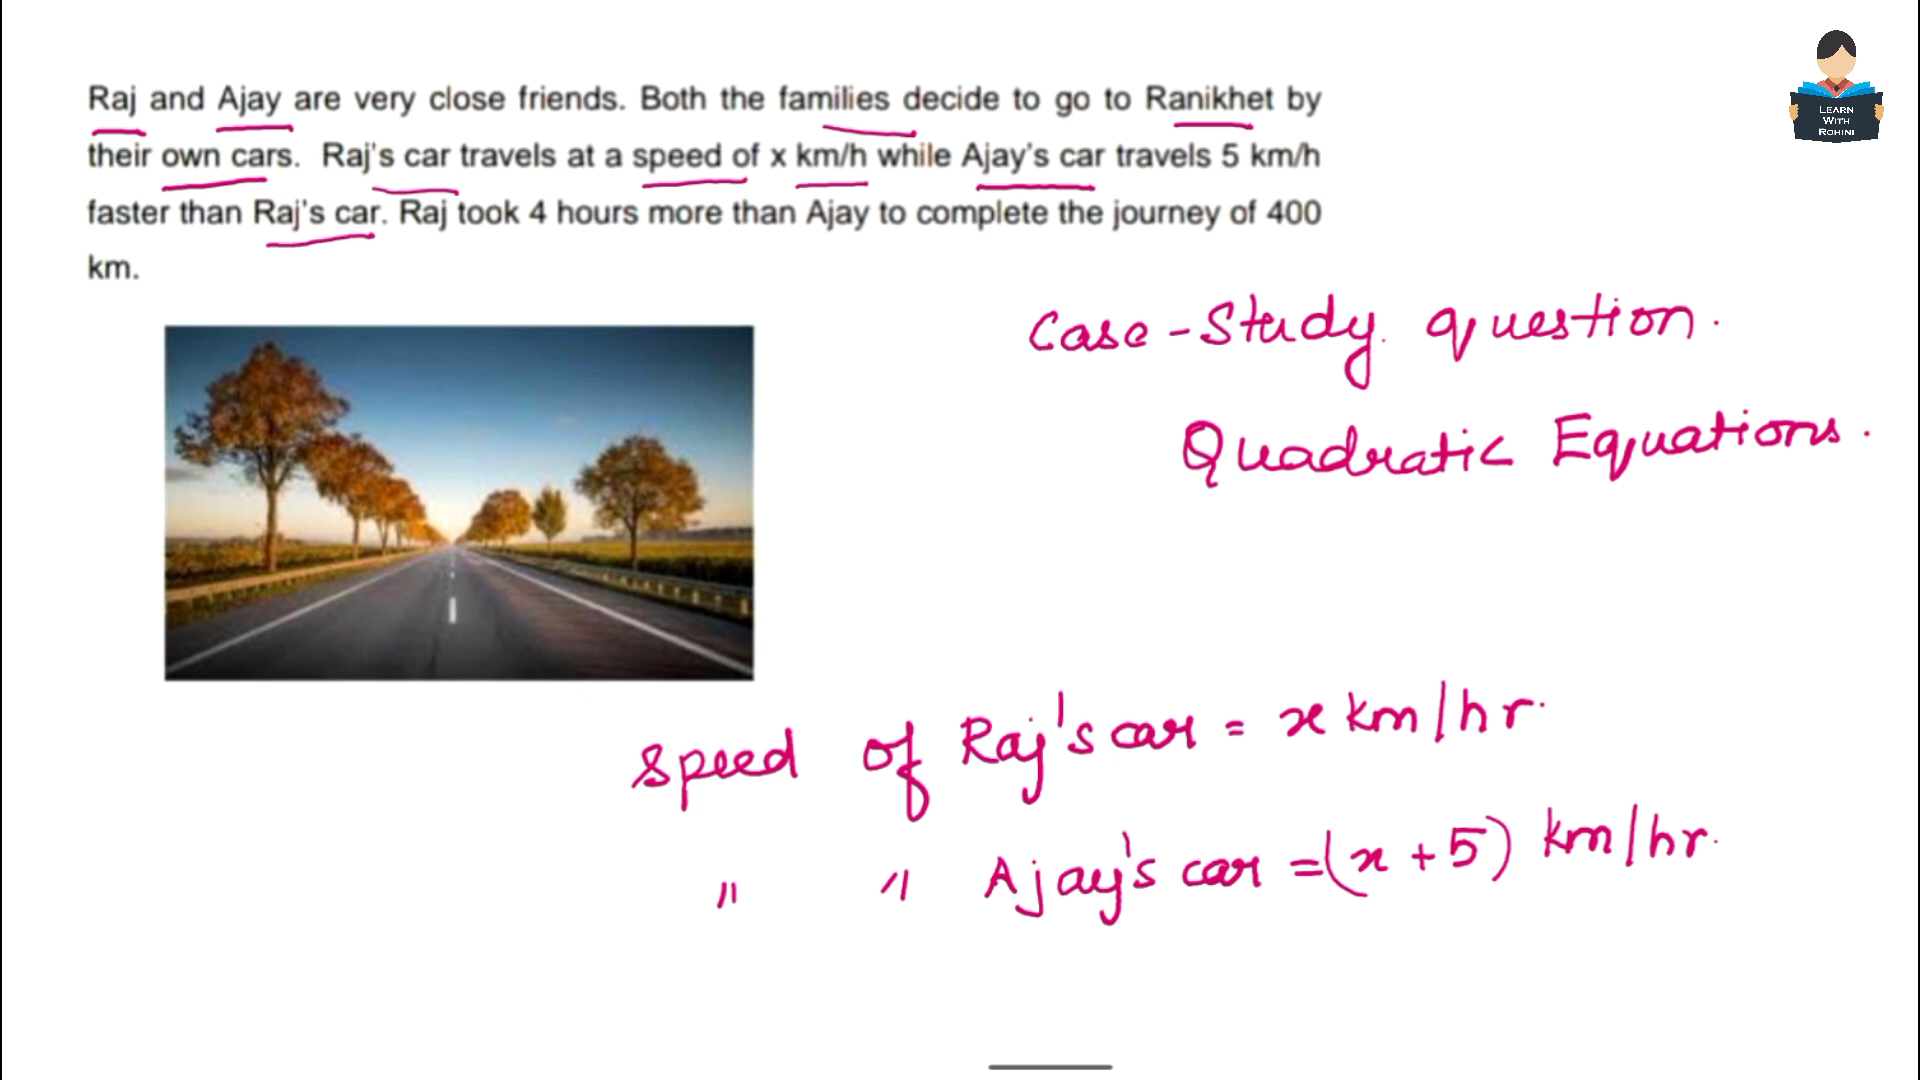 Raj and Ajay are very close friends. Both the families decide to go to Ranikhet by
their own cars. Raj's car travels at a speed of x km/h while Ajay's car travels 5 km/h
faster than Raj's car. Raj took 4 hours more than Ajay to complete the journey of 400
km.
LEARN
WITH
ROHINI
Case-Study question.
Quadratic Equations.
Speed of Raj's car = x km/hr.
" " Ajay's car = (x + 5) km/hr.